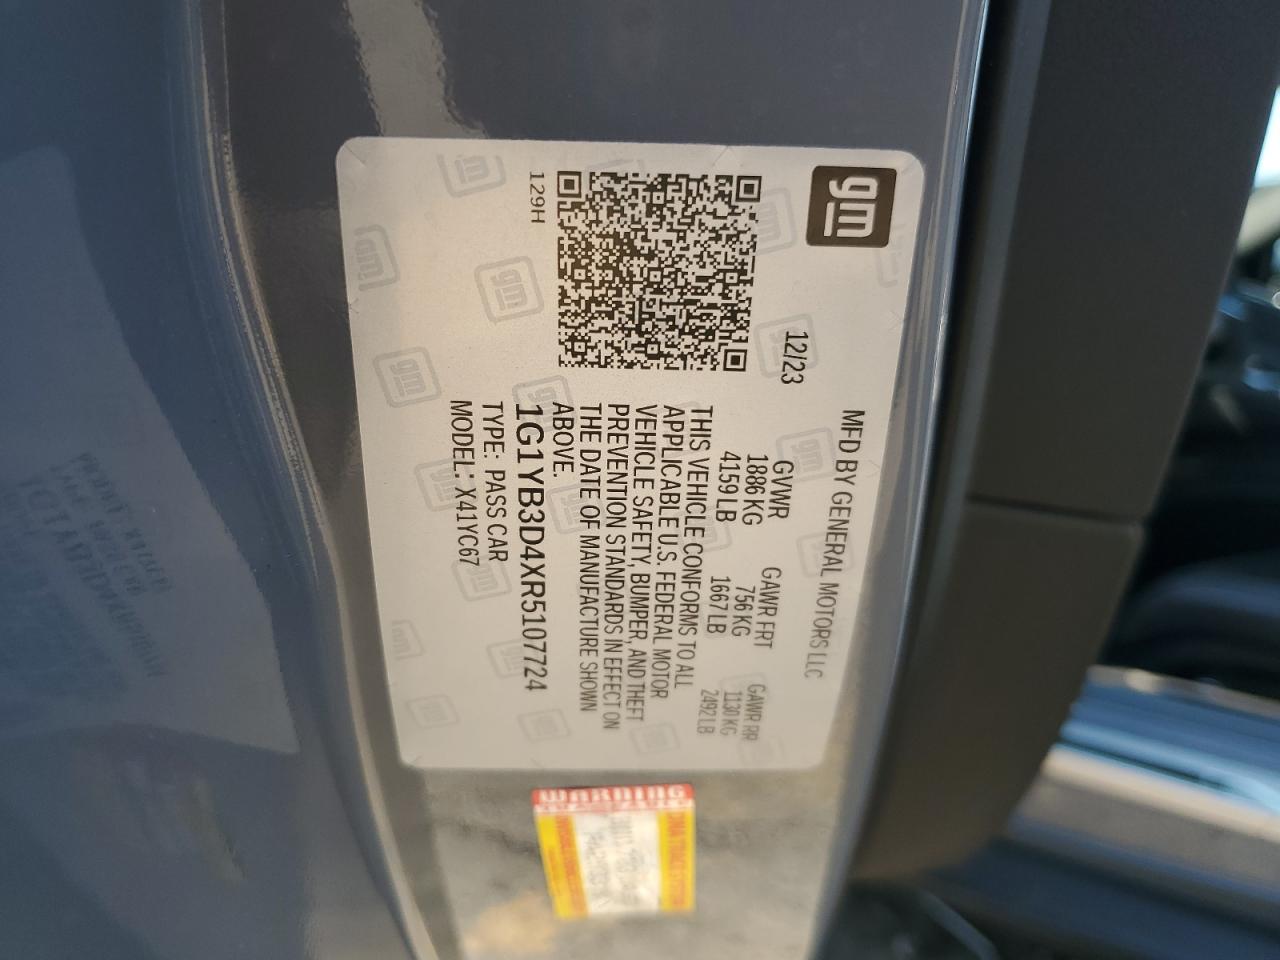 gm
MFD BY GENERAL MOTORS LLC
12/23
GVWR GAWR FRT GAWR RR
1886 KG 756 KG 1130 KG
4159 LB 1667 LB 2492 LB
THIS VEHICLE CONFORMS TO ALL
APPLICABLE U.S. FEDERAL MOTOR
VEHICLE SAFETY, BUMPER, AND THEFT
PREVENTION STANDARDS IN EFFECT ON
THE DATE OF MANUFACTURE SHOWN
ABOVE.
129H
1G1YB3D4XR5107724
TYPE: PASS CAR
MODEL: X41YC67
WARNING